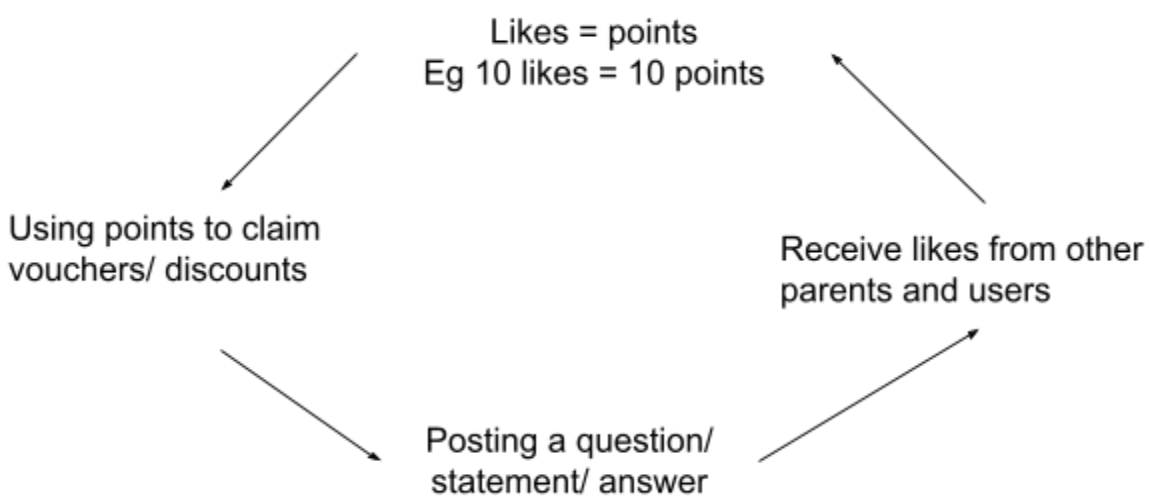 Likes = points
Eg 10 likes = 10 points
Using points to claim
vouchers/ discounts
Receive likes from other
parents and users
Posting a question/
statement/ answer